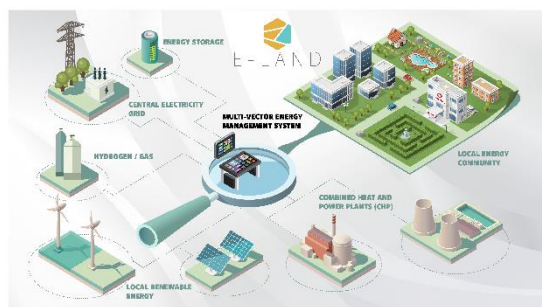 E-LAND
ENERGY STORAGE
CENTRAL ELECTRICITY
GRID
MULTI-VECTOR ENERGY
MANAGEMENT SYSTEM
HYDROGEN / GAS
LOCAL ENERGY
COMMUNITY
COMBINED HEAT AND
POWER PLANTS (CHP)
LOCAL RENEWABLE
ENERGY